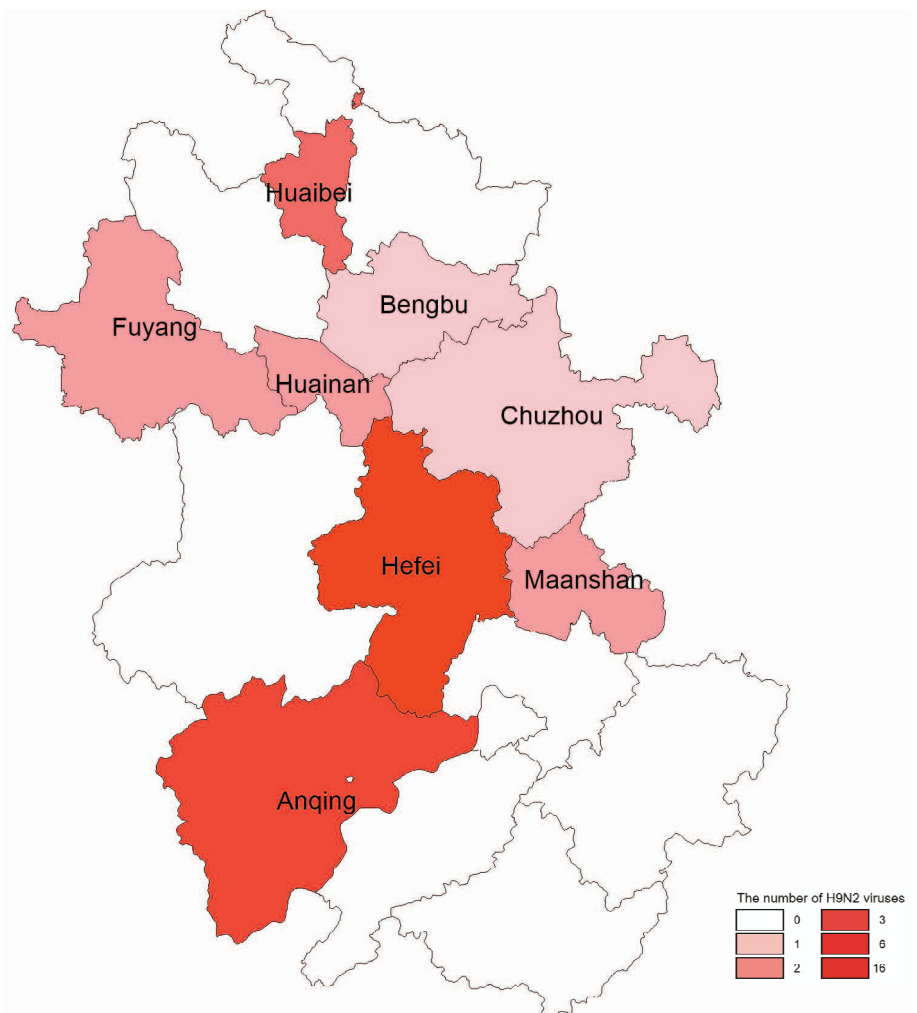 Huaibei
Bengbu
Fuyang
Huainan
Chuzhou
Hefei
Maanshan
Anqing
The number of H9N2 viruses
0 3
1 6
2 16